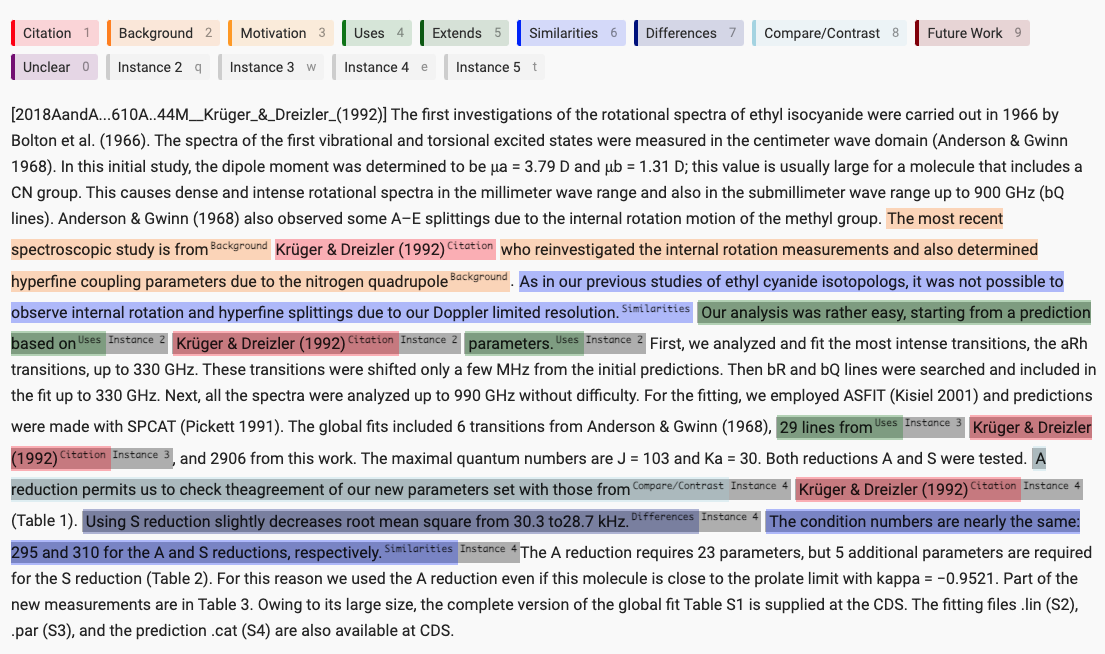 Citation 1 Background 2 Motivation 3 Uses 4 Extends 5 Similarities 6 Differences 7 Compare/Contrast 8 Future Work 9
Unclear 0 Instance 2 q Instance 3 w Instance 4 e Instance 5 t
[2018AandA...610A..44M__Krüger_&_Dreizler_(1992)] The first investigations of the rotational spectra of ethyl isocyanide were carried out in 1966 by
Bolton et al. (1966). The spectra of the first vibrational and torsional excited states were measured in the centimeter wave domain (Anderson & Gwinn
1968). In this initial study, the dipole moment was determined to be μa = 3.79 D and μb = 1.31 D; this value is usually large for a molecule that includes a
CN group. This causes dense and intense rotational spectra in the millimeter wave range and also in the submillimeter wave range up to 900 GHz (bQ
lines). Anderson & Gwinn (1968) also observed some A–E splittings due to the internal rotation motion of the methyl group. The most recent
spectroscopic study is from Background Krüger & Dreizler (1992) Citation who reinvestigated the internal rotation measurements and also determined
hyperfine coupling parameters due to the nitrogen quadrupole Background . As in our previous studies of ethyl cyanide isotopologs, it was not possible to
observe internal rotation and hyperfine splittings due to our Doppler limited resolution. Similarities Our analysis was rather easy, starting from a prediction
based on Uses Instance 2 Krüger & Dreizler (1992) Citation Instance 2 parameters. Uses Instance 2 First, we analyzed and fit the most intense transitions, the aRh
transitions, up to 330 GHz. These transitions were shifted only a few MHz from the initial predictions. Then bR and bQ lines were searched and included in
the fit up to 330 GHz. Next, all the spectra were analyzed up to 990 GHz without difficulty. For the fitting, we employed ASFIT (Kisiel 2001) and predictions
were made with SPCAT (Pickett 1991). The global fits included 6 transitions from Anderson & Gwinn (1968), 29 lines from Uses Instance 3 Krüger & Dreizler
(1992) Citation Instance 3 , and 2906 from this work. The maximal quantum numbers are J = 103 and Ka = 30. Both reductions A and S were tested. A
reduction permits us to check theagreement of our new parameters set with those from Compare/Contrast Instance 4 Krüger & Dreizler (1992) Citation Instance 4
(Table 1). Using S reduction slightly decreases root mean square from 30.3 to28.7 kHz. Differences Instance 4 The condition numbers are nearly the same:
295 and 310 for the A and S reductions, respectively. Similarities Instance 4 The A reduction requires 23 parameters, but 5 additional parameters are required
for the S reduction (Table 2). For this reason we used the A reduction even if this molecule is close to the prolate limit with kappa = −0.9521. Part of the
new measurements are in Table 3. Owing to its large size, the complete version of the global fit Table S1 is supplied at the CDS. The fitting files .lin (S2),
.par (S3), and the prediction .cat (S4) are also available at CDS.